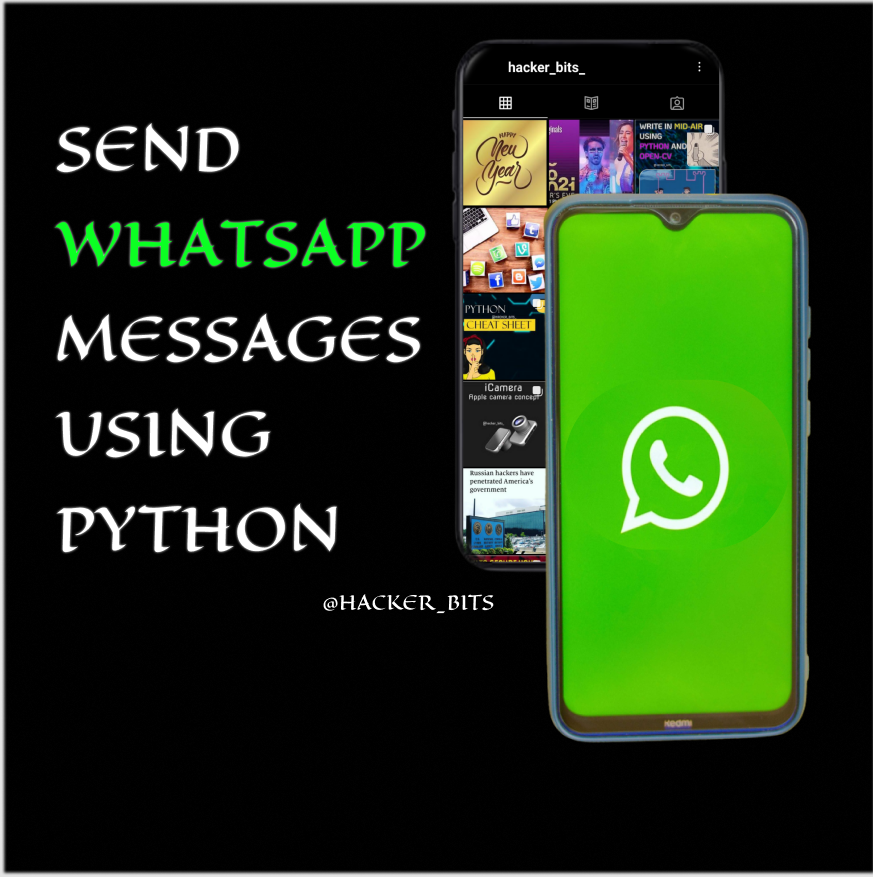 SEND
WHATSAPP
MESSAGES
USING
PYTHON
@HACKER_BITS
hacker_bits_
HAPPY
New
Year
WRITE IN MID-AIR
USING
PYTHON AND
OPEN-CV
PYTHON
CHEAT SHEET
iCamera
Apple camera concept
Russian hackers have
penetrated America's
government
Redmi